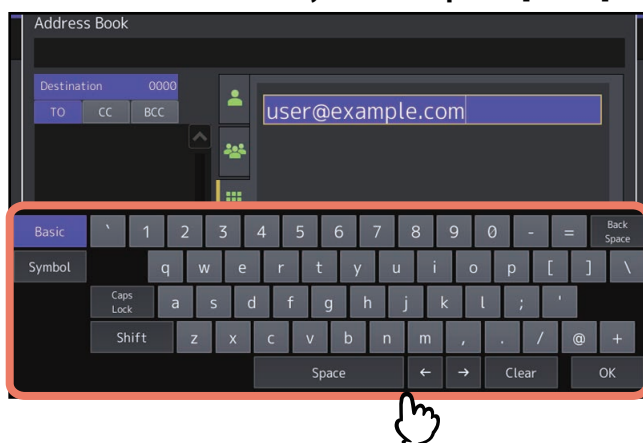 Address Book
Destination 0000
TO CC BCC
user@example.com
Basic ` 1 2 3 4 5 6 7 8 9 0 - = Back Space
Symbol q w e r t y u i o p [ ] \
Caps Lock a s d f g h j k l ; '
Shift z x c v b n m , . / @ +
Space ← → Clear OK